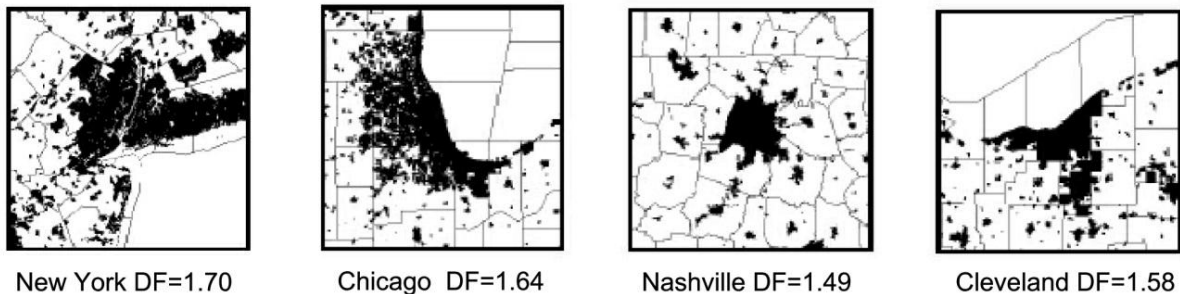 New York DF=1.70
Chicago DF=1.64
Nashville DF=1.49
Cleveland DF=1.58